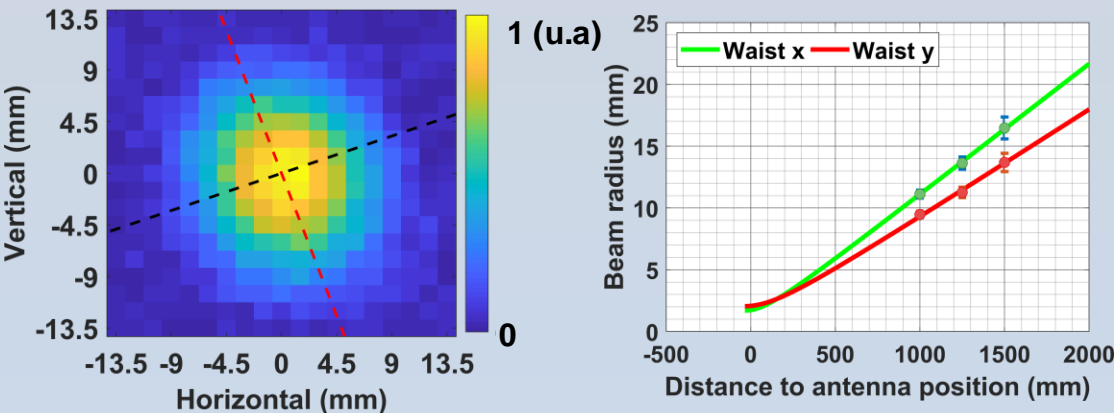 13.5
9
4.5
0
-4.5
-9
-13.5
Vertical (mm)
-13.5 -9 -4.5 0 4.5 9 13.5
Horizontal (mm)
1 (u.a)
0
25
20
15
10
5
0
Beam radius (mm)
Waist x Waist y
-500 0 500 1000 1500 2000
Distance to antenna position (mm)